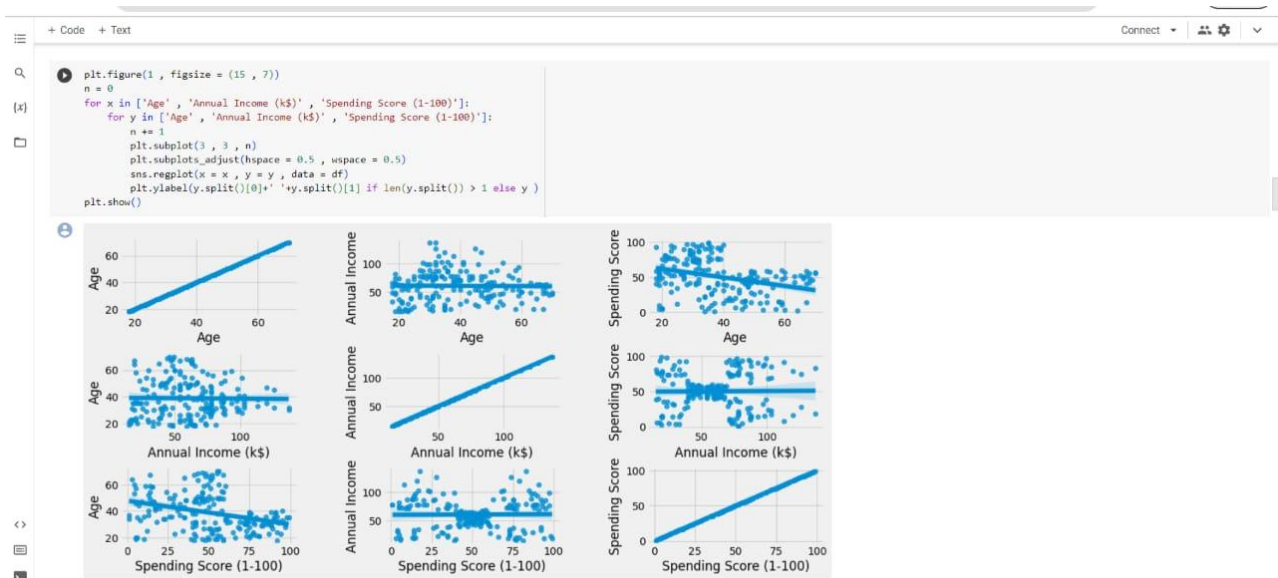 + Code + Text
Connect
{x}
plt.figure(1 , figsize = (15 , 7))
n = 0
for x in ['Age' , 'Annual Income (k$)' , 'Spending Score (1-100)']:
for y in ['Age' , 'Annual Income (k$)' , 'Spending Score (1-100)']:
n += 1
plt.subplot(3 , 3 , n)
plt.subplots_adjust(hspace = 0.5 , wspace = 0.5)
sns.regplot(x = x , y = y , data = df)
plt.ylabel(y.split()[0]+' '+y.split()[1] if len(y.split()) > 1 else y )
plt.show()
Age
60
40
20
20 40 60
Age
Annual Income
100
50
20 40 60
Age
Spending Score
100
50
0
20 40 60
Age
Age
60
40
20
50 100
Annual Income (k$)
Annual Income
100
50
50 100
Annual Income (k$)
Spending Score
100
50
0
50 100
Annual Income (k$)
Age
60
40
20
0 25 50 75 100
Spending Score (1-100)
Annual Income
100
50
0 25 50 75 100
Spending Score (1-100)
Spending Score
100
50
0
0 25 50 75 100
Spending Score (1-100)